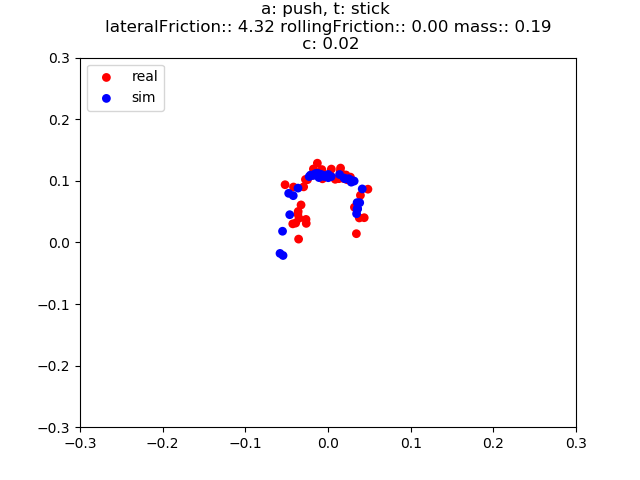 a: push, t: stick
lateralFriction:: 4.32 rollingFriction:: 0.00 mass:: 0.19
c: 0.02
real
sim
0.3
0.2
0.1
0.0
−0.1
−0.2
−0.3
−0.3 −0.2 −0.1 0.0 0.1 0.2 0.3